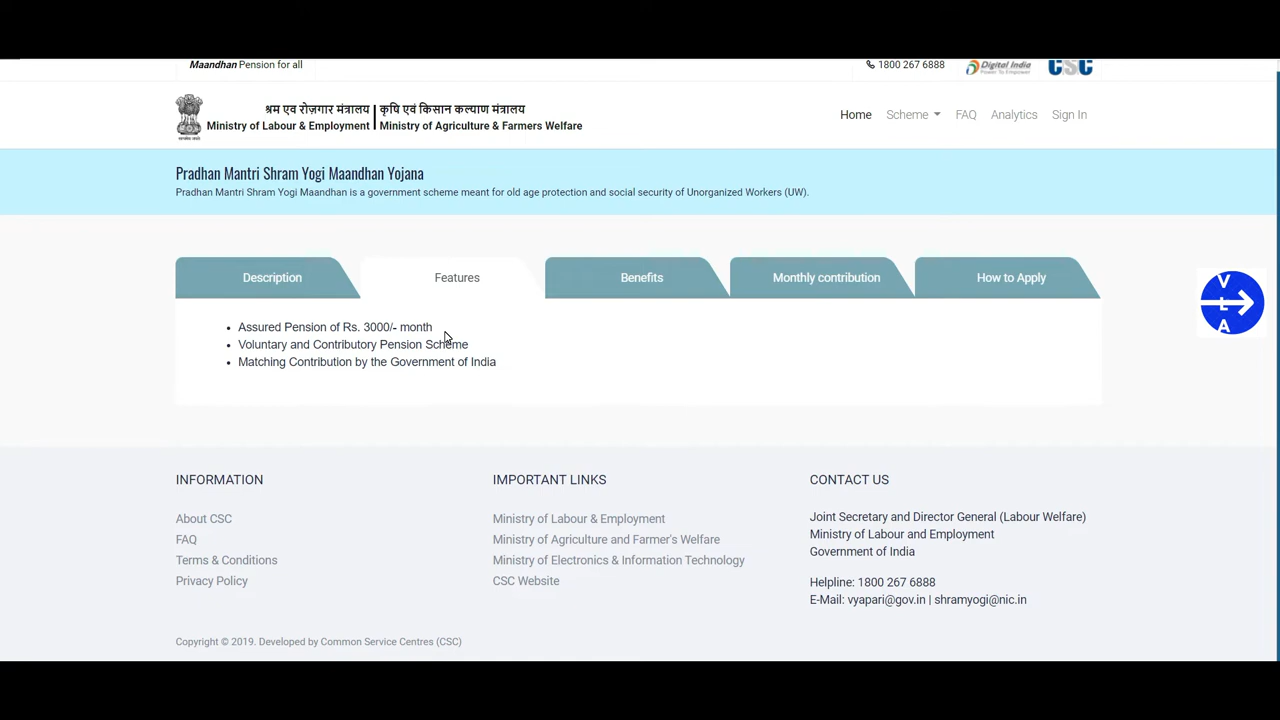 Maandhan Pension for all
1800 267 6888
Digital India
Power To Empower
CSC
श्रम एवं रोज़गार मंत्रालय
Ministry of Labour & Employment
कृषि एवं किसान कल्याण मंत्रालय
Ministry of Agriculture & Farmers Welfare
Home Scheme FAQ Analytics Sign In
Pradhan Mantri Shram Yogi Maandhan Yojana
Pradhan Mantri Shram Yogi Maandhan is a government scheme meant for old age protection and social security of Unorganized Workers (UW).
Description Features Benefits Monthly contribution How to Apply
Assured Pension of Rs. 3000/- month
Voluntary and Contributory Pension Scheme
Matching Contribution by the Government of India
V
L
A
INFORMATION
About CSC
FAQ
Terms & Conditions
Privacy Policy
IMPORTANT LINKS
Ministry of Labour & Employment
Ministry of Agriculture and Farmer's Welfare
Ministry of Electronics & Information Technology
CSC Website
CONTACT US
Joint Secretary and Director General (Labour Welfare)
Ministry of Labour and Employment
Government of India
Helpline: 1800 267 6888
E-Mail: vyapari@gov.in | shramyogi@nic.in
Copyright © 2019. Developed by Common Service Centres (CSC)